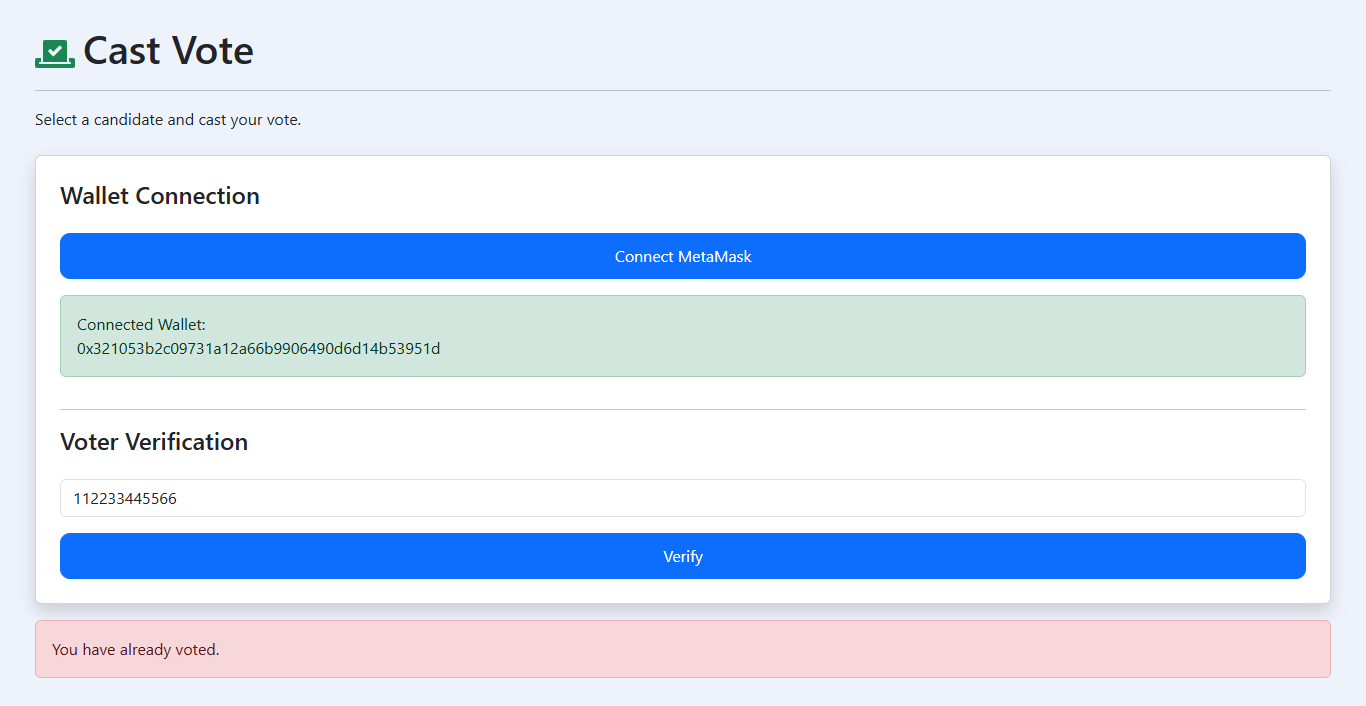 Cast Vote
Select a candidate and cast your vote.
Wallet Connection
Connect MetaMask
Connected Wallet:
0x321053b2c09731a12a66b9906490d6d14b53951d
Voter Verification
112233445566
Verify
You have already voted.